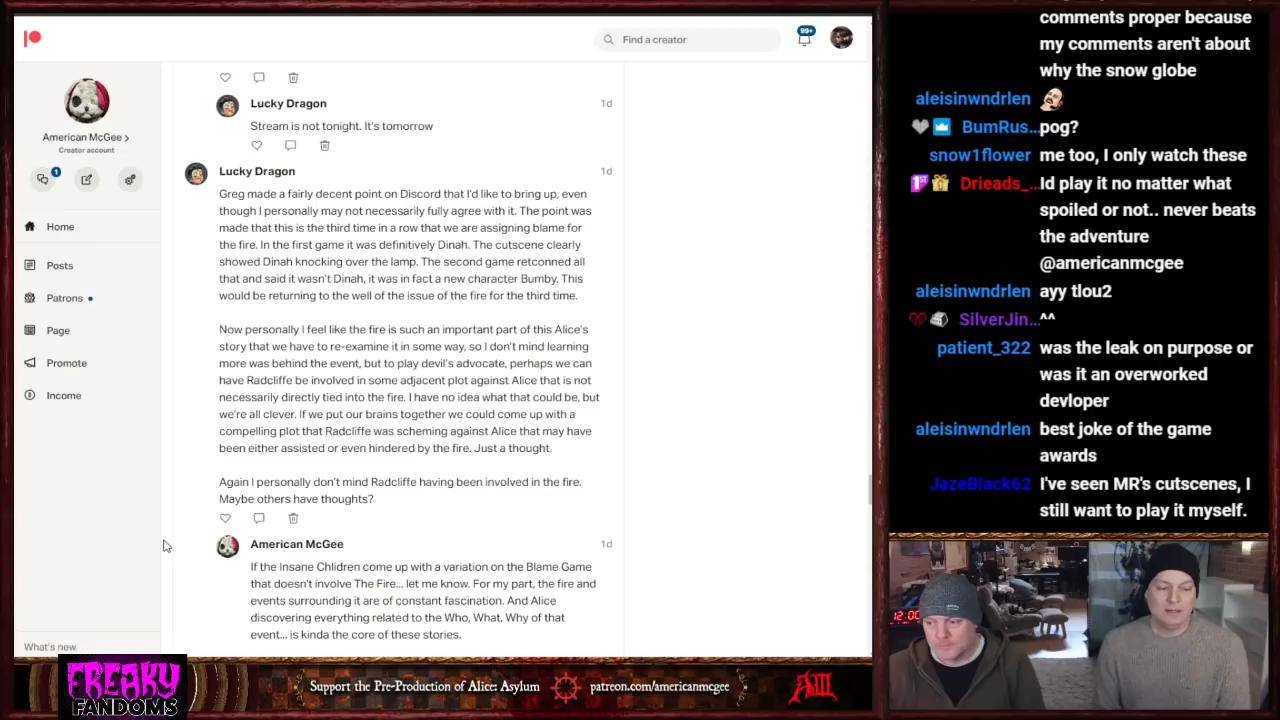 Find a creator
99+
American McGee >
Creator account
1
Home
Posts
Patrons
Page
Promote
Income
What's new
Lucky Dragon
1d
Stream is not tonight. It's tomorrow
Lucky Dragon
1d
Greg made a fairly decent point on Discord that I'd like to bring up, even
though I personally may not necessarily fully agree with it. The point was
made that this is the third time in a row that we are assigning blame for
the fire. In the first game it was definitively Dinah. The cutscene clearly
showed Dinah knocking over the lamp. The second game retconned all
that and said it wasn't Dinah, it was in fact a new character Bumby. This
would be returning to the well of the issue of the fire for the third time.
Now personally I feel like the fire is such an important part of this Alice's
story that we have to re-examine it in some way, so I don't mind learning
more was behind the event, but to play devil's advocate, perhaps we can
have Radcliffe be involved in some adjacent plot against Alice that is not
necessarily directly tied into the fire. I have no idea what that could be, but
we're all clever. If we put our brains together we could come up with a
compelling plot that Radcliffe was scheming against Alice that may have
been either assisted or even hindered by the fire. Just a thought.
Again I personally don't mind Radcliffe having been involved in the fire.
Maybe others have thoughts?
American McGee
1d
If the Insane Chlidren come up with a variation on the Blame Game
that doesn't involve The Fire... let me know. For my part, the fire and
events surrounding it are of constant fascination. And Alice
discovering everything related to the Who, What, Why of that
event... is kinda the core of these stories.
comments proper because
my comments aren't about
why the snow globe
aleisinwndrlen
BumRus... pog?
snow1flower me too, I only watch these
1st Drieads_... Id play it no matter what
spoiled or not.. never beats
the adventure
@americanmcgee
aleisinwndrlen ayy tlou2
SilverJin... ^^
patient_322 was the leak on purpose or
was it an overworked
devloper
aleisinwndrlen best joke of the game
awards
JazeBlack62 I've seen MR's cutscenes, I
still want to play it myself.
12:00
FREAKY
FANDOMS
Support the Pre-Production of Alice: Asylum
patreon.com/americanmcgee